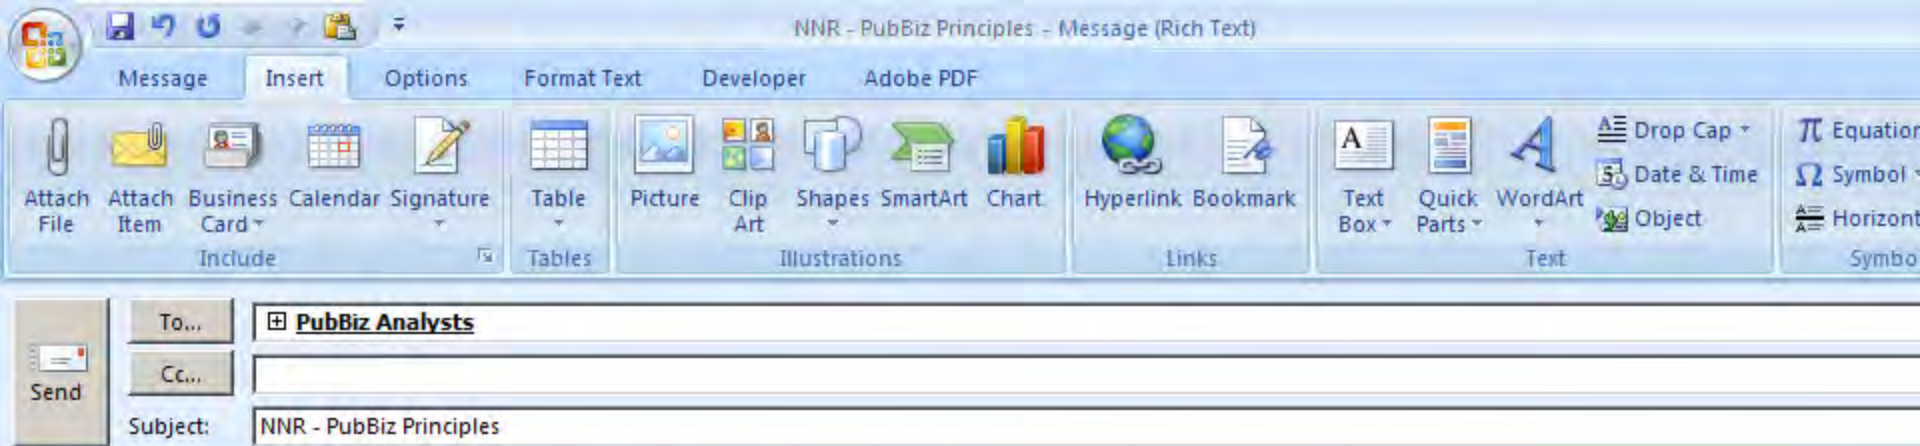 NNR - PubBiz Principles - Message (Rich Text)
Message Insert Options Format Text Developer Adobe PDF
Attach File
Attach Item
Business Card
Calendar
Signature
Table
Picture
Clip Art
Shapes
SmartArt
Chart
Hyperlink
Bookmark
Text Box
Quick Parts
WordArt
Drop Cap
Date & Time
Object
Equation
Symbol
Horizont
Include
Tables
Illustrations
Links
Text
Symbo
Send
To...
PubBiz Analysts
Cc...
Subject:
NNR - PubBiz Principles